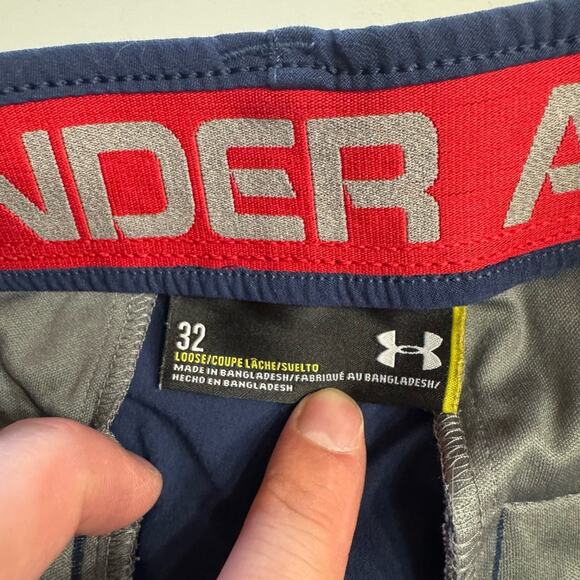 NDER A
32
LOOSE/COUPE LÂCHE/SUELTO
MADE IN BANGLADESH/FABRIQUÉ AU BANGLADESH/
HECHO EN BANGLADESH